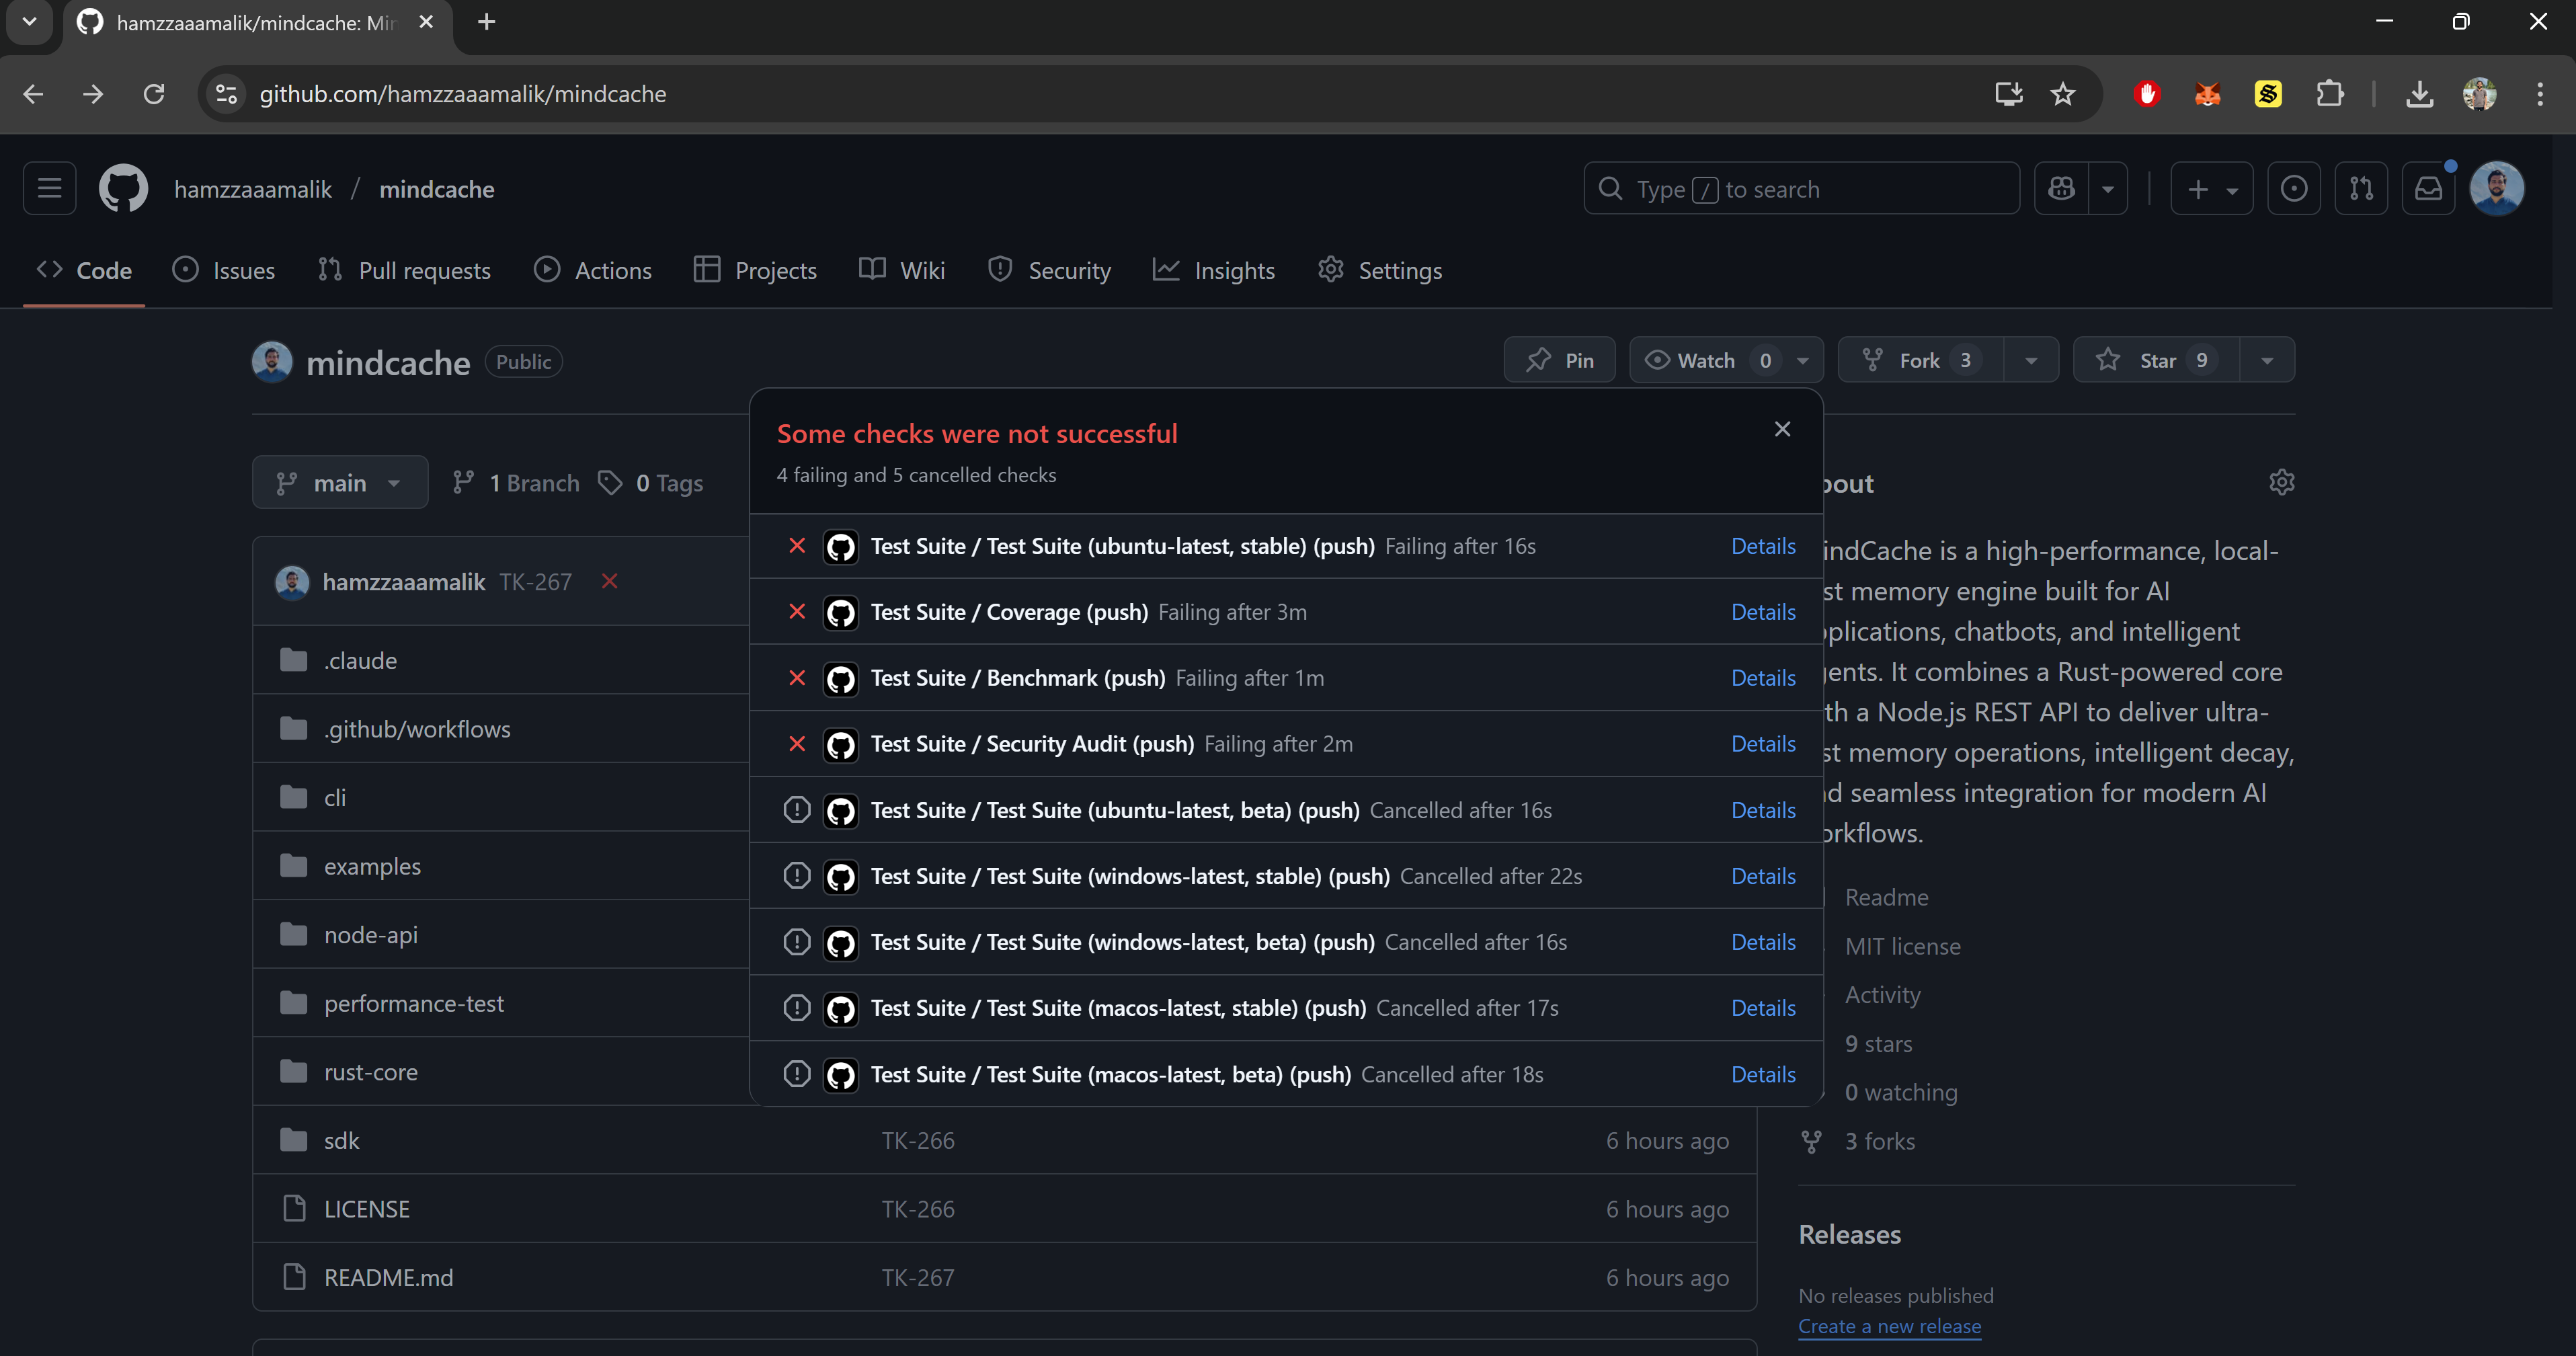 hamzzaaamalik/mindcache: Mi
github.com/hamzzaaamalik/mindcache
hamzzaaamalik / mindcache
Type / to search
Code
Issues
Pull requests
Actions
Projects
Wiki
Security
Insights
Settings
mindcache Public
Pin
Watch 0
Fork 3
Star 9
main
1 Branch
0 Tags
Some checks were not successful
4 failing and 5 cancelled checks
Test Suite / Test Suite (ubuntu-latest, stable) (push) Failing after 16s Details
Test Suite / Coverage (push) Failing after 3m Details
Test Suite / Benchmark (push) Failing after 1m Details
Test Suite / Security Audit (push) Failing after 2m Details
Test Suite / Test Suite (ubuntu-latest, beta) (push) Cancelled after 16s Details
Test Suite / Test Suite (windows-latest, stable) (push) Cancelled after 22s Details
Test Suite / Test Suite (windows-latest, beta) (push) Cancelled after 16s Details
Test Suite / Test Suite (macos-latest, stable) (push) Cancelled after 17s Details
Test Suite / Test Suite (macos-latest, beta) (push) Cancelled after 18s Details
hamzzaaamalik TK-267
.claude
.github/workflows
cli
examples
node-api
performance-test
rust-core
sdk TK-266 6 hours ago
LICENSE TK-266 6 hours ago
README.md TK-267 6 hours ago
bout
indCache is a high-performance, local-
st memory engine built for AI
plications, chatbots, and intelligent
ents. It combines a Rust-powered core
th a Node.js REST API to deliver ultra-
st memory operations, intelligent decay,
d seamless integration for modern AI
orkflows.
Readme
MIT license
Activity
9 stars
0 watching
3 forks
Releases
No releases published
Create a new release